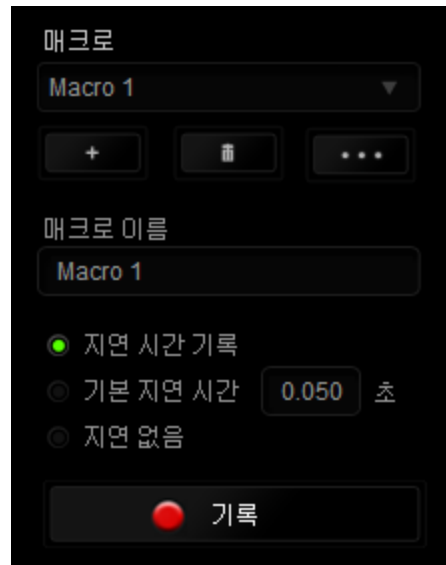 매크로
Macro 1
매크로 이름
Macro 1
지연 시간 기록
기본 지연 시간 0.050 초
지연 없음
기록